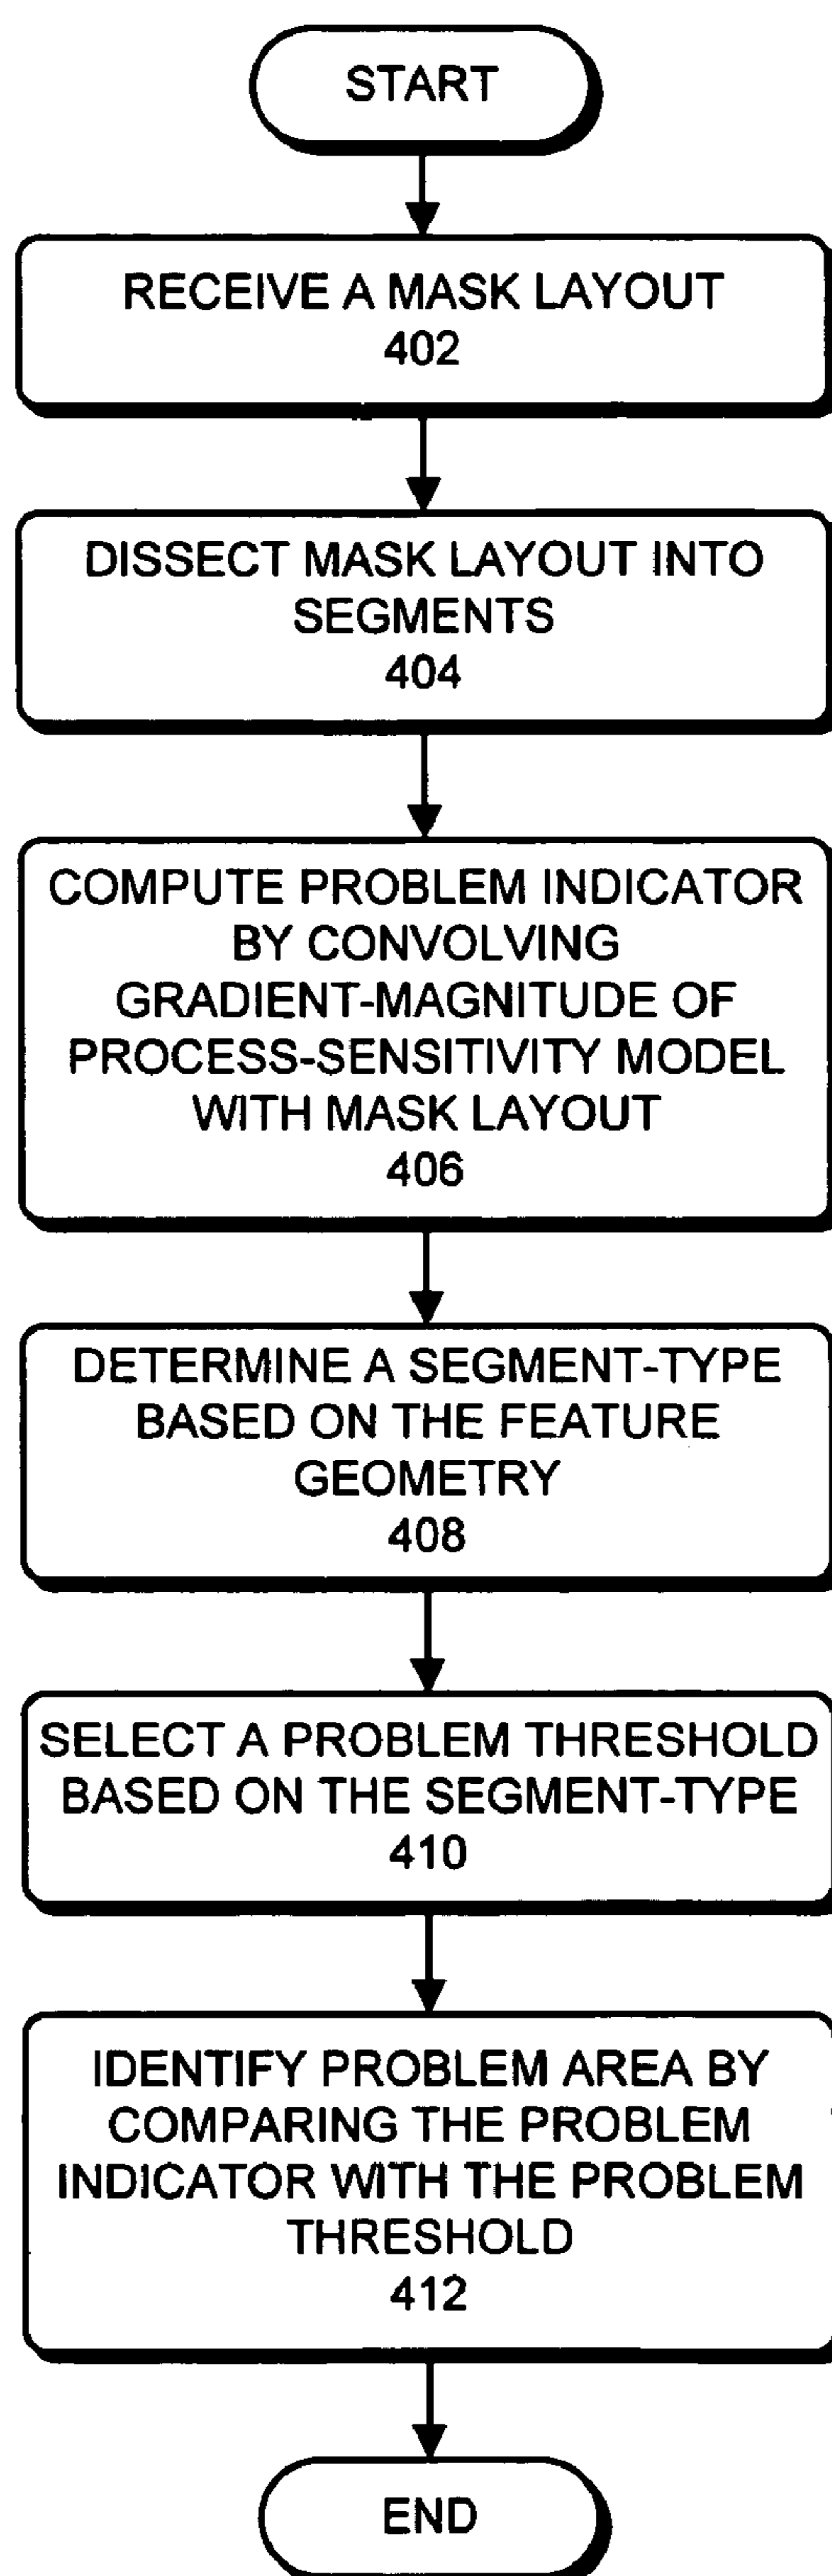 START
RECEIVE A MASK LAYOUT
402
DISSECT MASK LAYOUT INTO
SEGMENTS
404
COMPUTE PROBLEM INDICATOR
BY CONVOLVING
GRADIENT-MAGNITUDE OF
PROCESS-SENSITIVITY MODEL
WITH MASK LAYOUT
406
DETERMINE A SEGMENT-TYPE
BASED ON THE FEATURE
GEOMETRY
408
SELECT A PROBLEM THRESHOLD
BASED ON THE SEGMENT-TYPE
410
IDENTIFY PROBLEM AREA BY
COMPARING THE PROBLEM
INDICATOR WITH THE PROBLEM
THRESHOLD
412
END